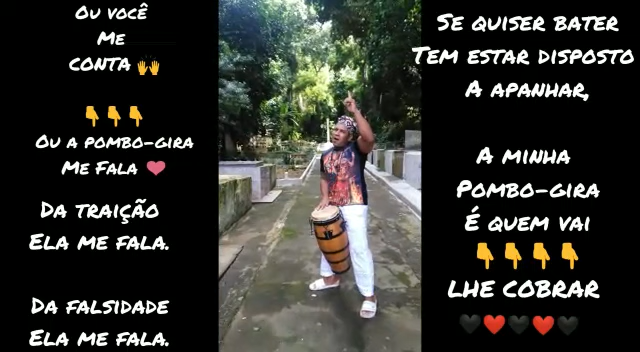 Ou você
Me
conta 🙌
👇👇👇
Ou a pombo-gira
Me Fala ❤️
Da traição
Ela me fala.
Da falsidade
Ela me fala.
Se quiser bater
Tem estar disposto
A apanhar,
A minha
Pombo-gira
É quem vai
👇👇👇👇
lhe cobrar
🖤❤️🖤❤️🖤